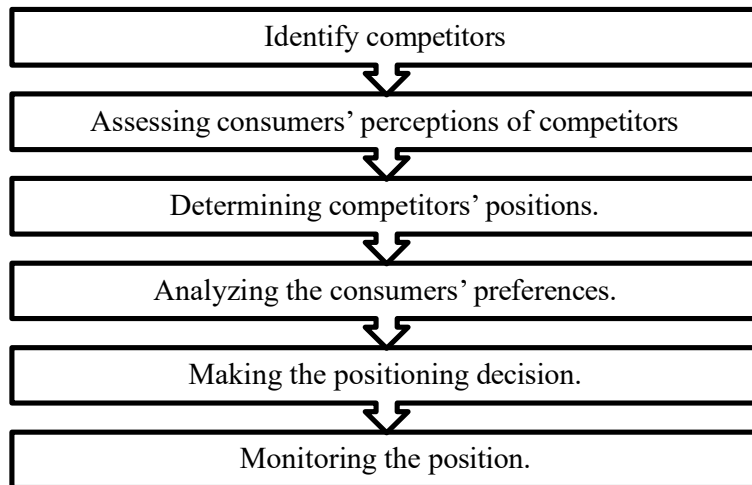 Identify competitors
Assessing consumers’ perceptions of competitors
Determining competitors’ positions.
Analyzing the consumers’ preferences.
Making the positioning decision.
Monitoring the position.